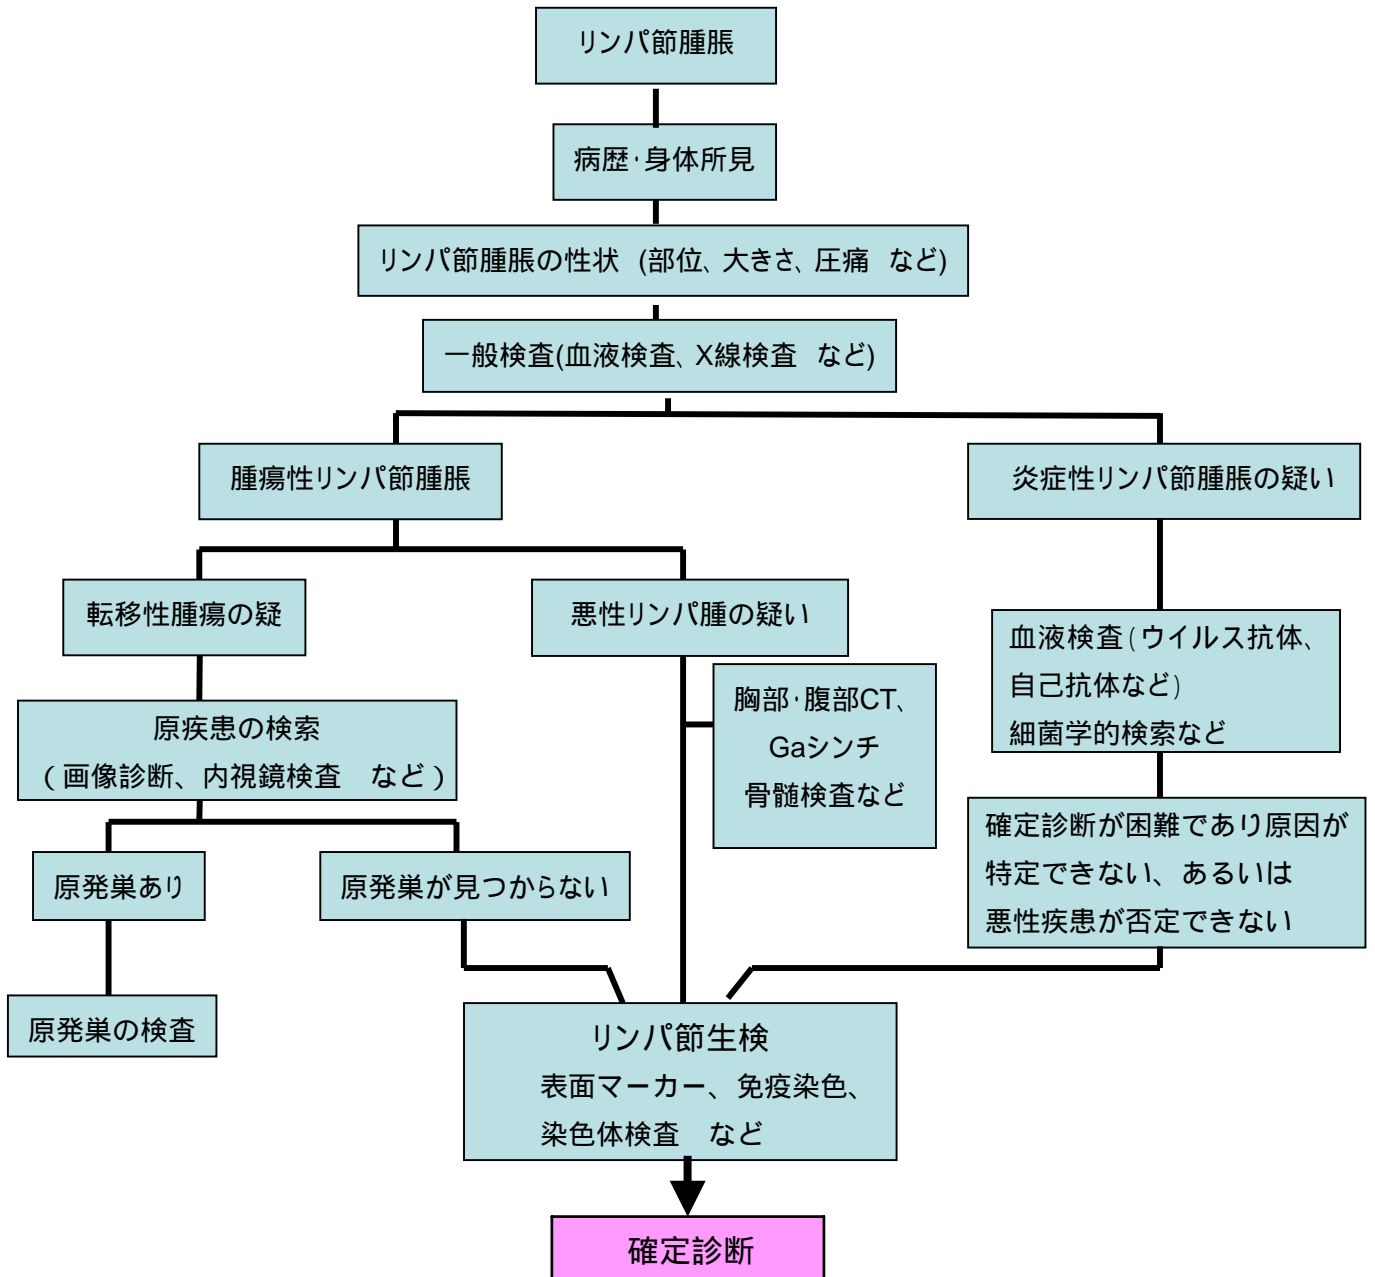 リンパ節腫脹
病歴・身体所見
リンパ節腫脹の性状 (部位、大きさ、圧痛 など)
一般検査(血液検査、X線検査 など)
腫瘍性リンパ節腫脹
炎症性リンパ節腫脹の疑い
転移性腫瘍の疑
悪性リンパ腫の疑い
血液検査(ウイルス抗体、
自己抗体など)
細菌学的検索など
胸部・腹部CT、
Gaシンチ
骨髄検査など
原疾患の検索
(画像診断、内視鏡検査 など)
確定診断が困難であり原因が
特定できない、あるいは
悪性疾患が否定できない
原発巣あり
原発巣が見つからない
原発巣の検査
リンパ節生検
表面マーカー、免疫染色、
染色体検査 など
確定診断